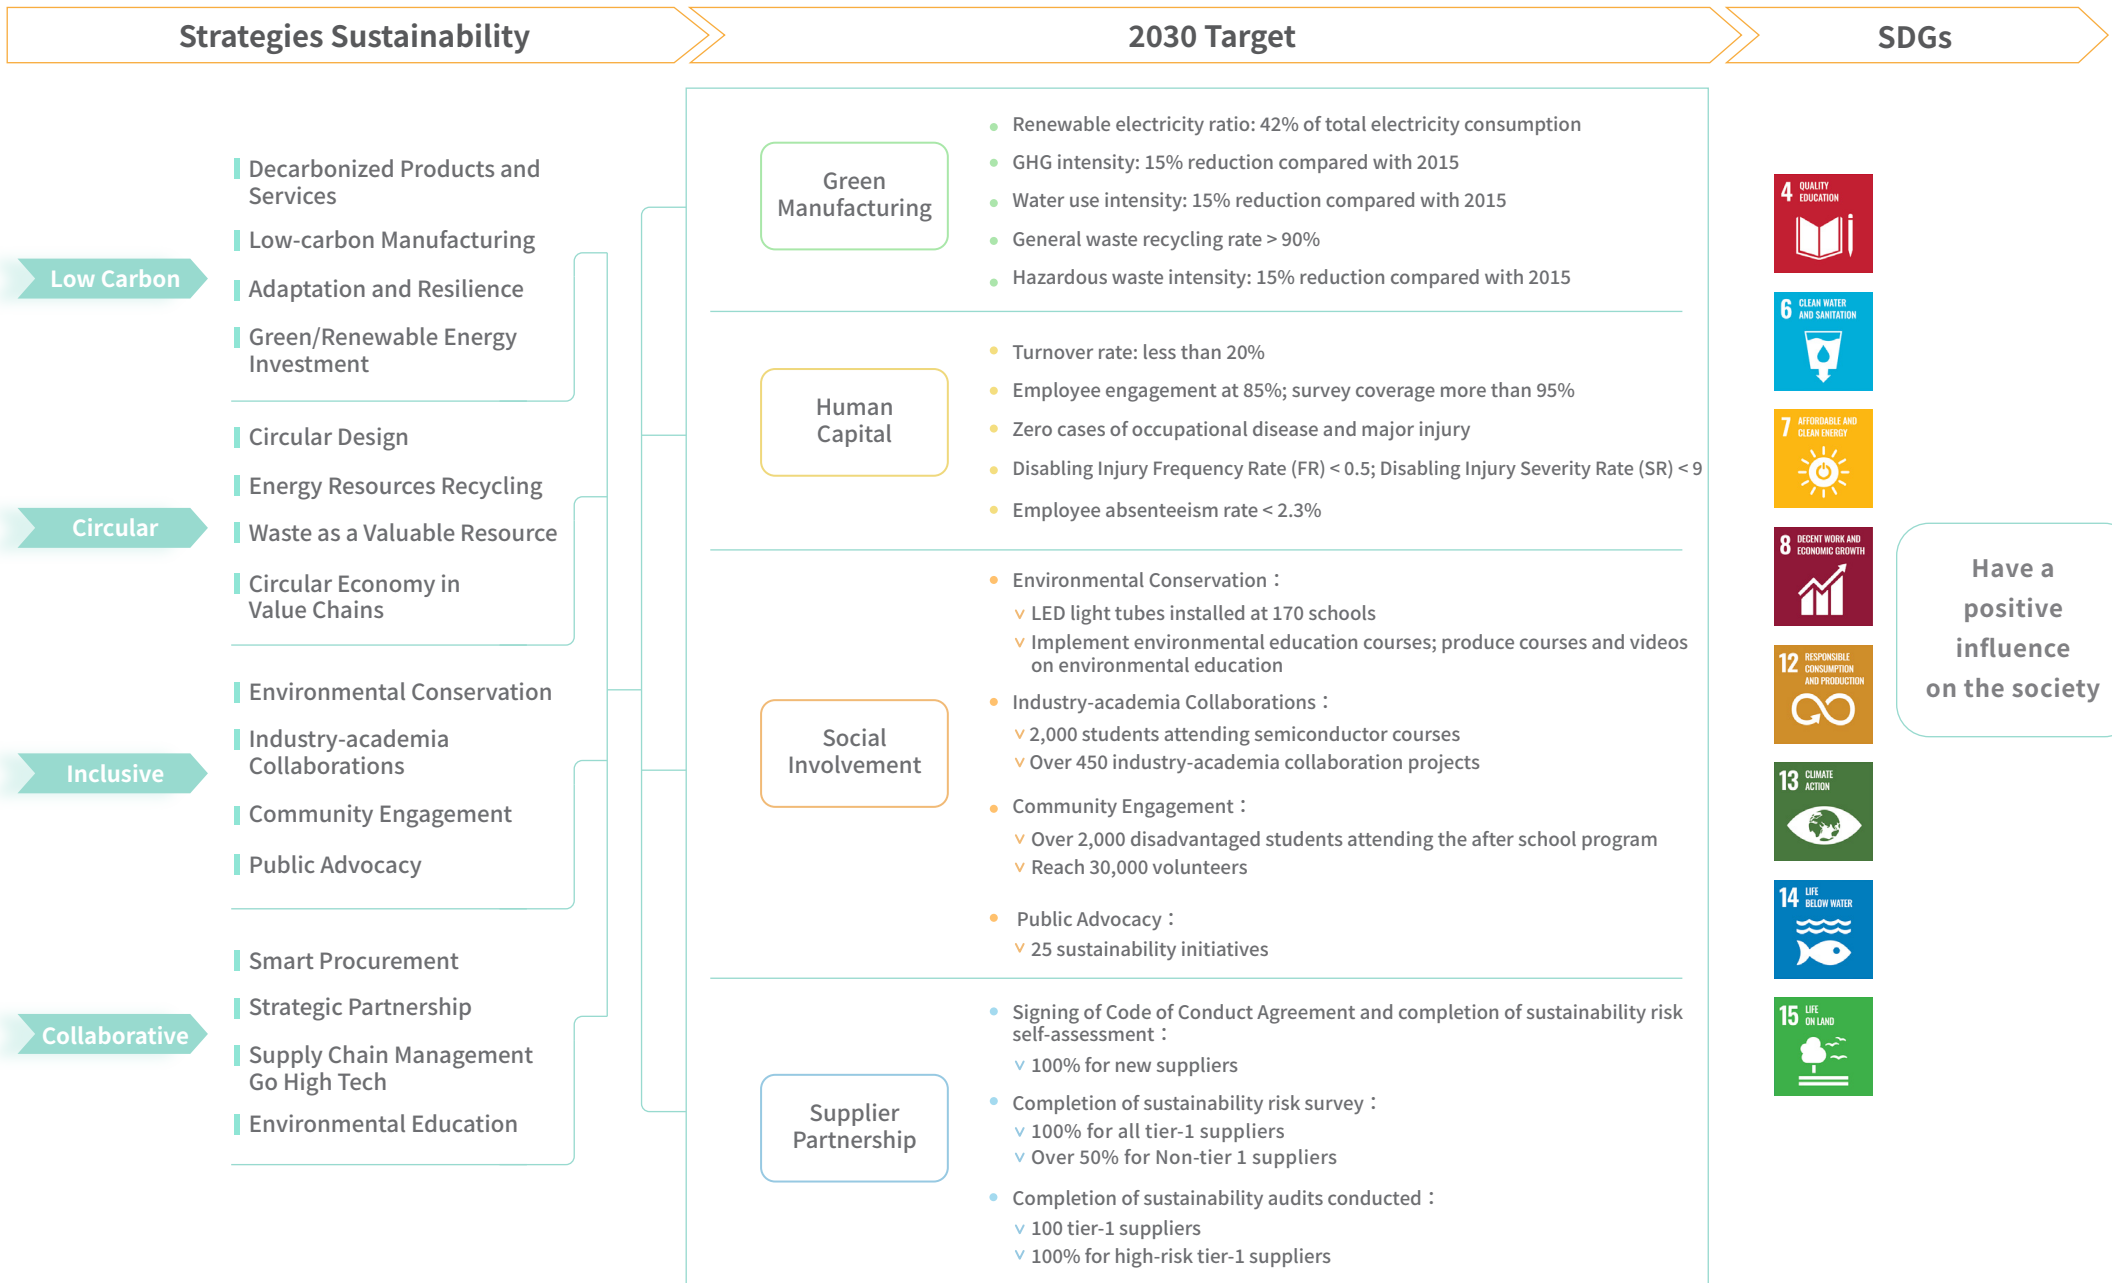 Strategies Sustainability
2030 Target
SDGs
Low Carbon
Decarbonized Products and
Services
Low-carbon Manufacturing
Adaptation and Resilience
Green/Renewable Energy
Investment
Circular
Circular Design
Energy Resources Recycling
Waste as a Valuable Resource
Circular Economy in
Value Chains
Inclusive
Environmental Conservation
Industry-academia
Collaborations
Community Engagement
Public Advocacy
Collaborative
Smart Procurement
Strategic Partnership
Supply Chain Management
Go High Tech
Environmental Education
Green
Manufacturing
Renewable electricity ratio: 42% of total electricity consumption
GHG intensity: 15% reduction compared with 2015
Water use intensity: 15% reduction compared with 2015
General waste recycling rate > 90%
Hazardous waste intensity: 15% reduction compared with 2015
Human
Capital
Turnover rate: less than 20%
Employee engagement at 85%; survey coverage more than 95%
Zero cases of occupational disease and major injury
Disabling Injury Frequency Rate (FR) < 0.5; Disabling Injury Severity Rate (SR) < 9
Employee absenteeism rate < 2.3%
Social
Involvement
Environmental Conservation：
LED light tubes installed at 170 schools
Implement environmental education courses; produce courses and videos
on environmental education
Industry-academia Collaborations：
2,000 students attending semiconductor courses
Over 450 industry-academia collaboration projects
Community Engagement：
Over 2,000 disadvantaged students attending the after school program
Reach 30,000 volunteers
Public Advocacy：
25 sustainability initiatives
Supplier
Partnership
Signing of Code of Conduct Agreement and completion of sustainability risk
self-assessment：
100% for new suppliers
Completion of sustainability risk survey：
100% for all tier-1 suppliers
Over 50% for Non-tier 1 suppliers
Completion of sustainability audits conducted：
100 tier-1 suppliers
100% for high-risk tier-1 suppliers
4 QUALITY
EDUCATION
6 CLEAN WATER
AND SANITATION
7 AFFORDABLE AND
CLEAN ENERGY
8 DECENT WORK AND
ECONOMIC GROWTH
12 RESPONSIBLE
CONSUMPTION
AND PRODUCTION
13 CLIMATE
ACTION
14 LIFE
BELOW WATER
15 LIFE
ON LAND
Have a
positive
influence
on the society